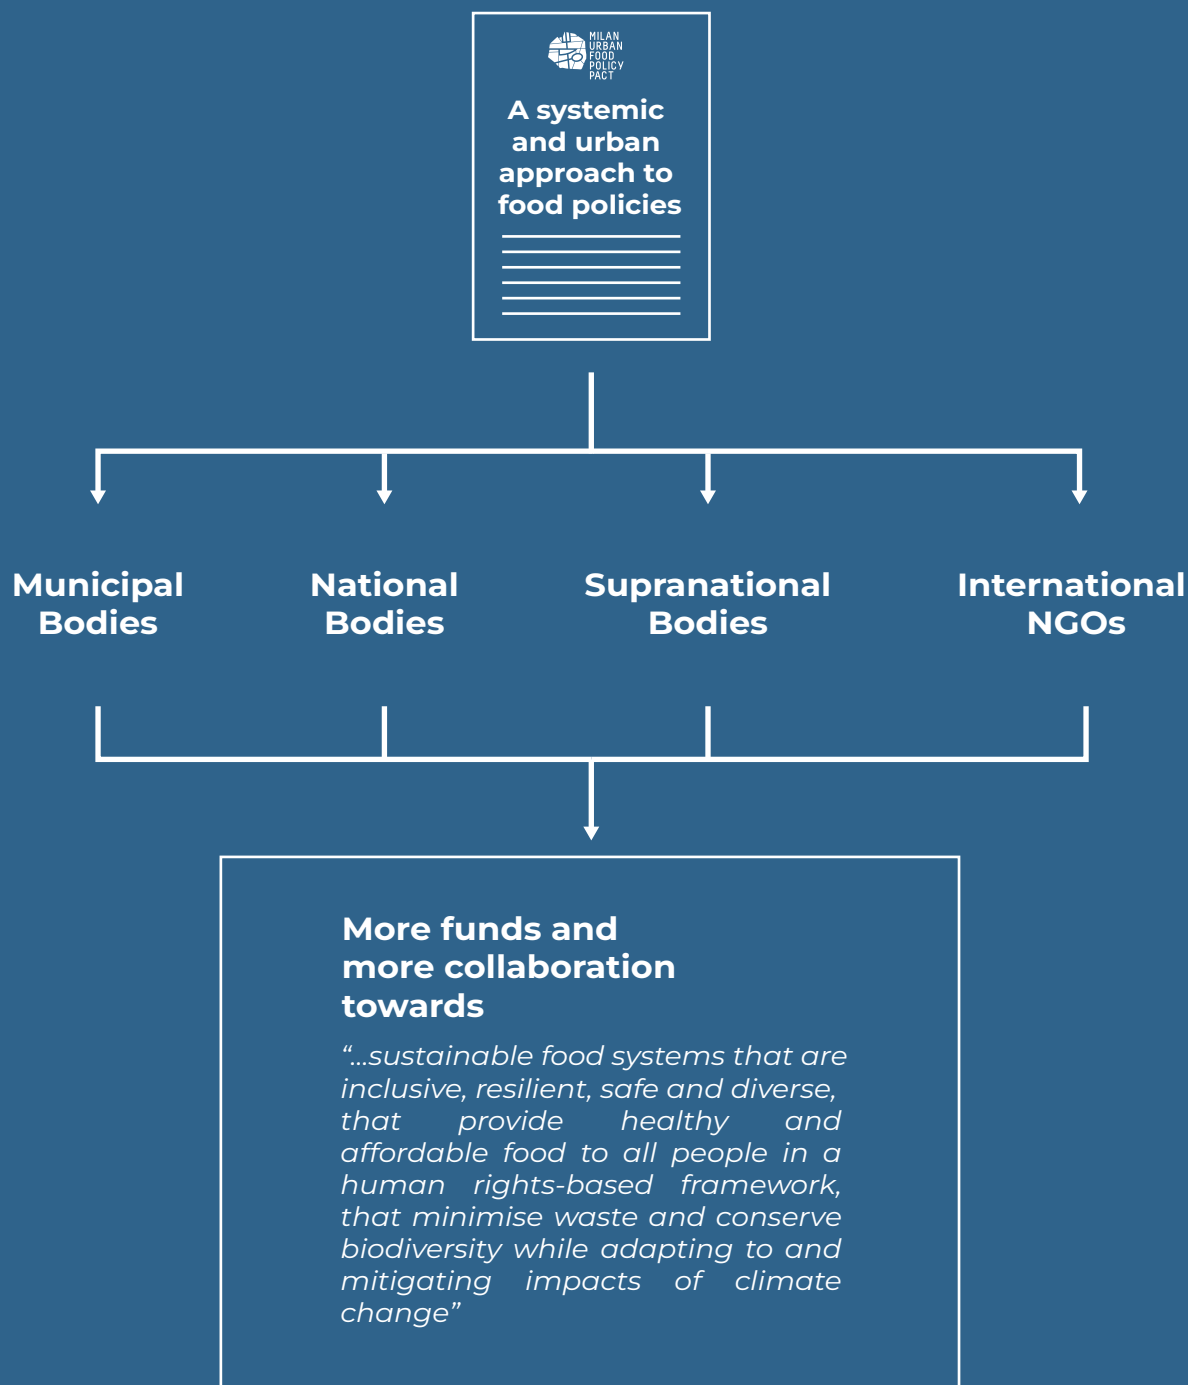 MILAN
URBAN
FOOD
POLICY
PACT
A systemic
and urban
approach to
food policies
Municipal
Bodies
National
Bodies
Supranational
Bodies
International
NGOs
More funds and
more collaboration
towards
“...sustainable food systems that are
inclusive, resilient, safe and diverse,
that provide healthy and
affordable food to all people in a
human rights-based framework,
that minimise waste and conserve
biodiversity while adapting to and
mitigating impacts of climate
change”